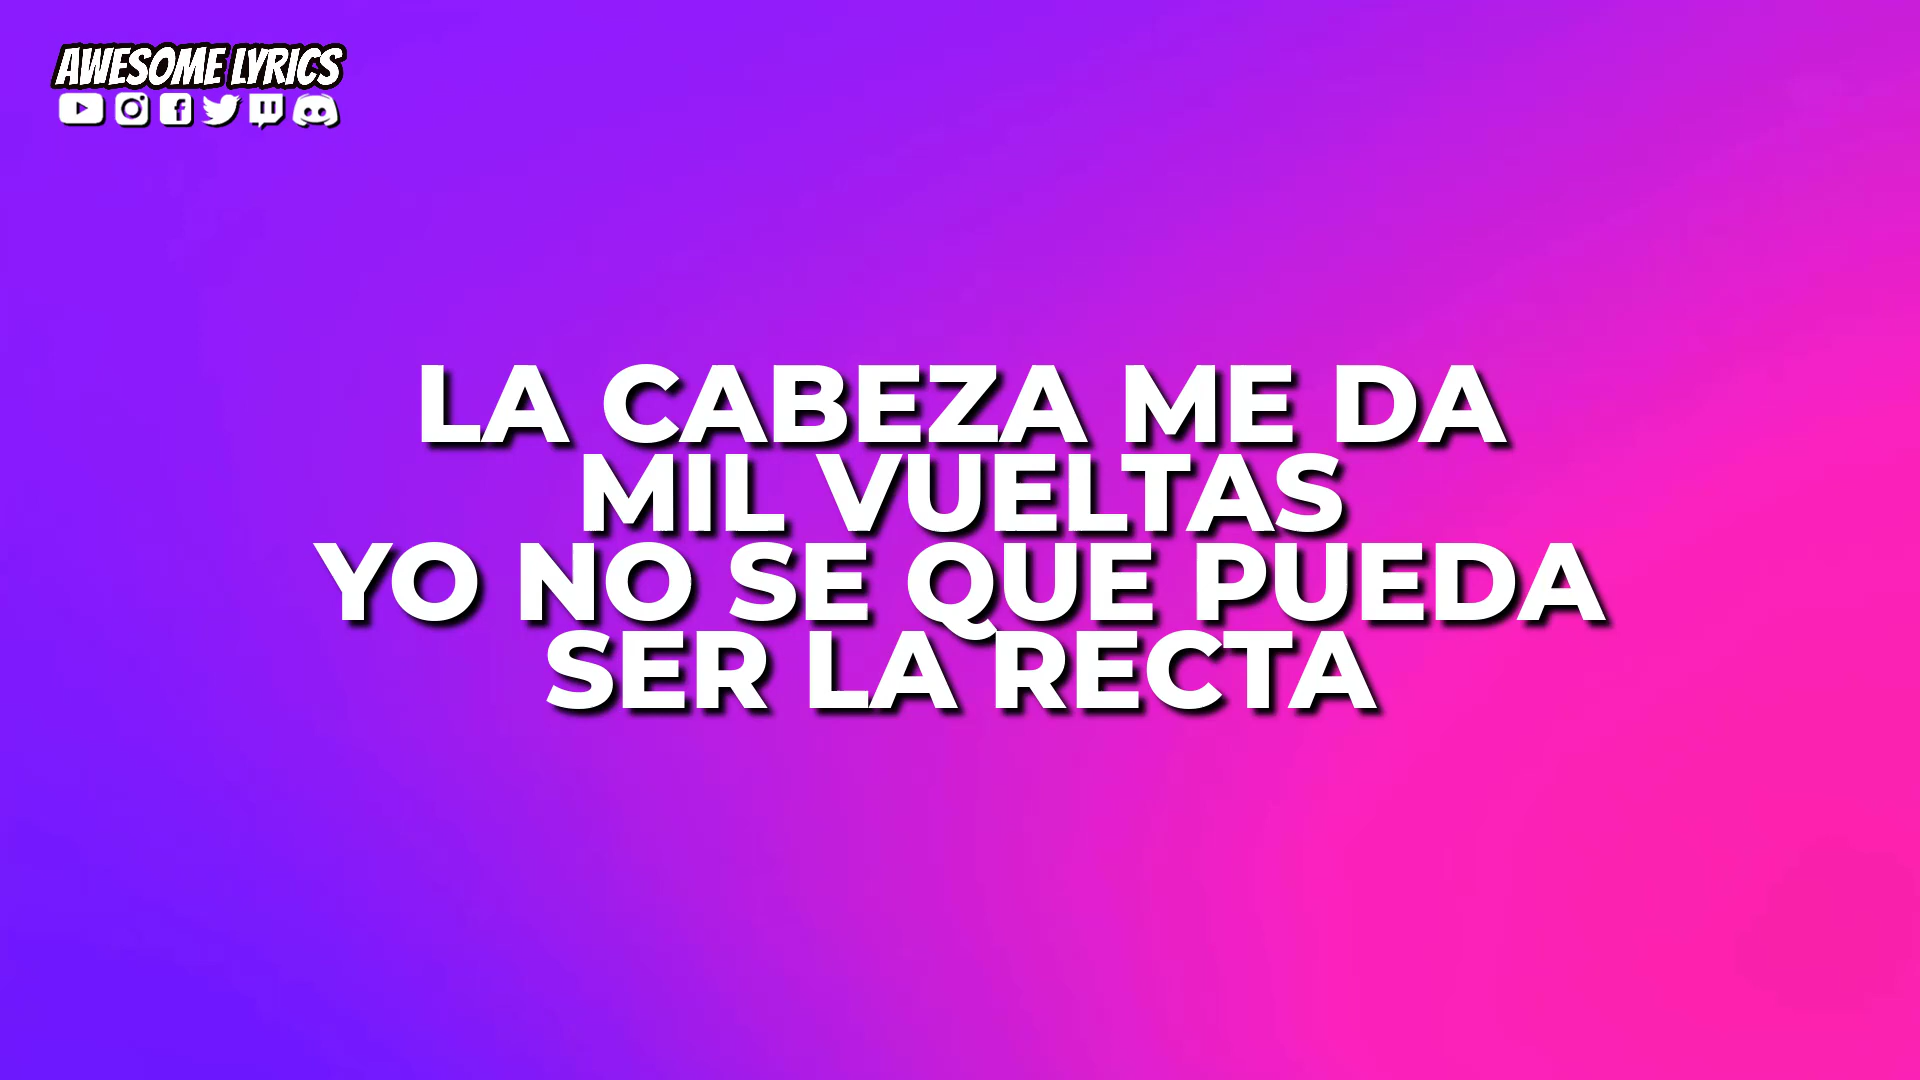 AWESOME LYRICS
LA CABEZA ME DA
MIL VUELTAS
YO NO SE QUE PUEDA
SER LA RECTA